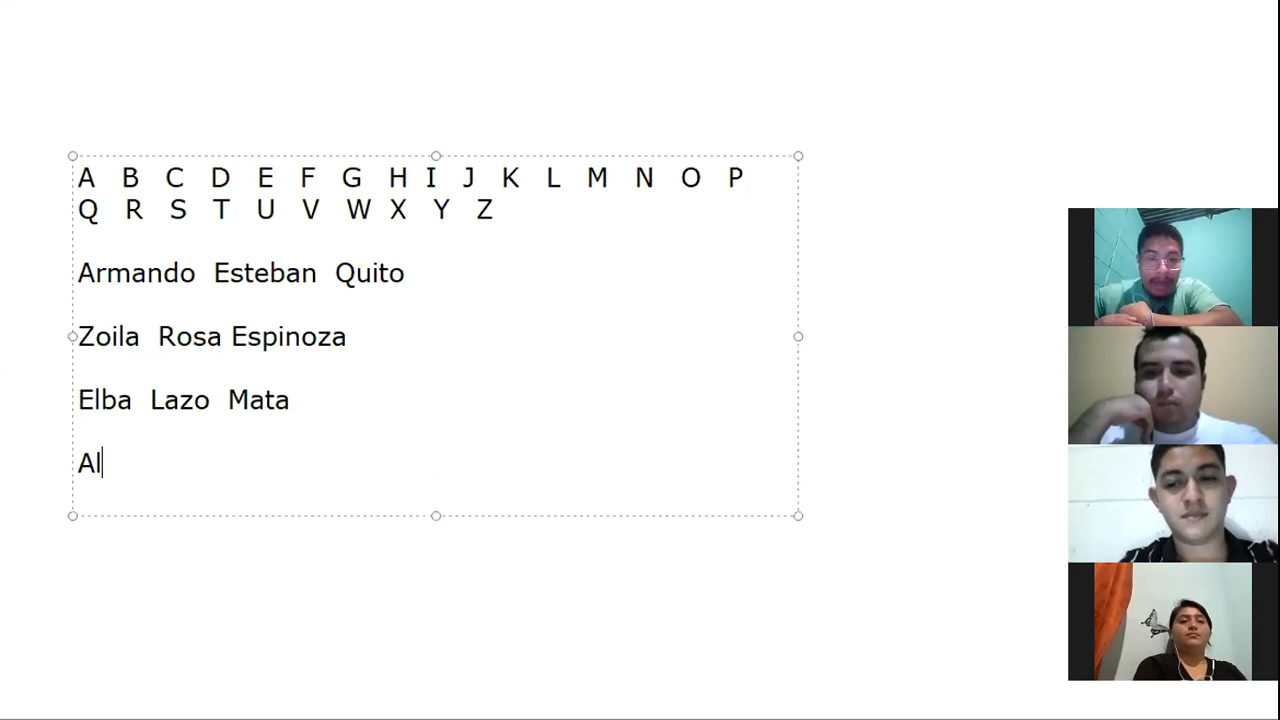 A B C D E F G H I J K L M N O P
Q R S T U V W X Y Z
Armando Esteban Quito
Zoila Rosa Espinoza
Elba Lazo Mata
Al